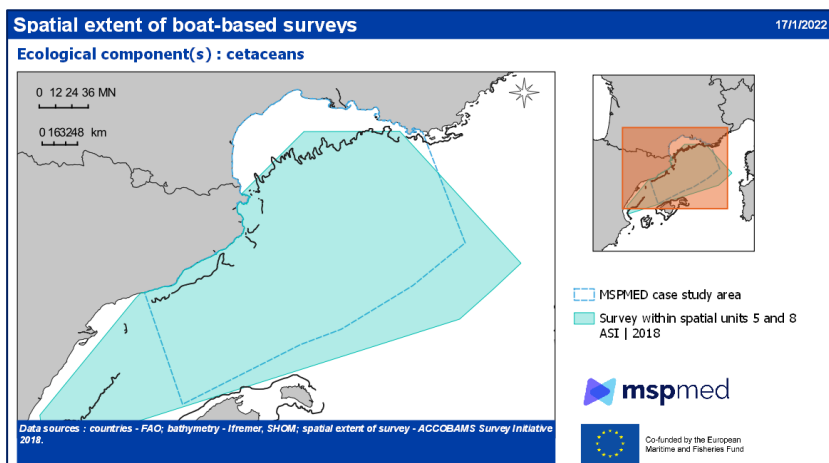 Spatial extent of boat-based surveys
17/1/2022
Ecological component(s) : cetaceans
0 12 24 36 MN
0 163248 km
MSPMED case study area
Survey within spatial units 5 and 8
ASI | 2018
mspmed
Data sources : countries - FAO; bathymetry - Ifremer, SHOM; spatial extent of survey - ACCOBAMS Survey Initiative
2018.
Co-funded by the European
Maritime and Fisheries Fund